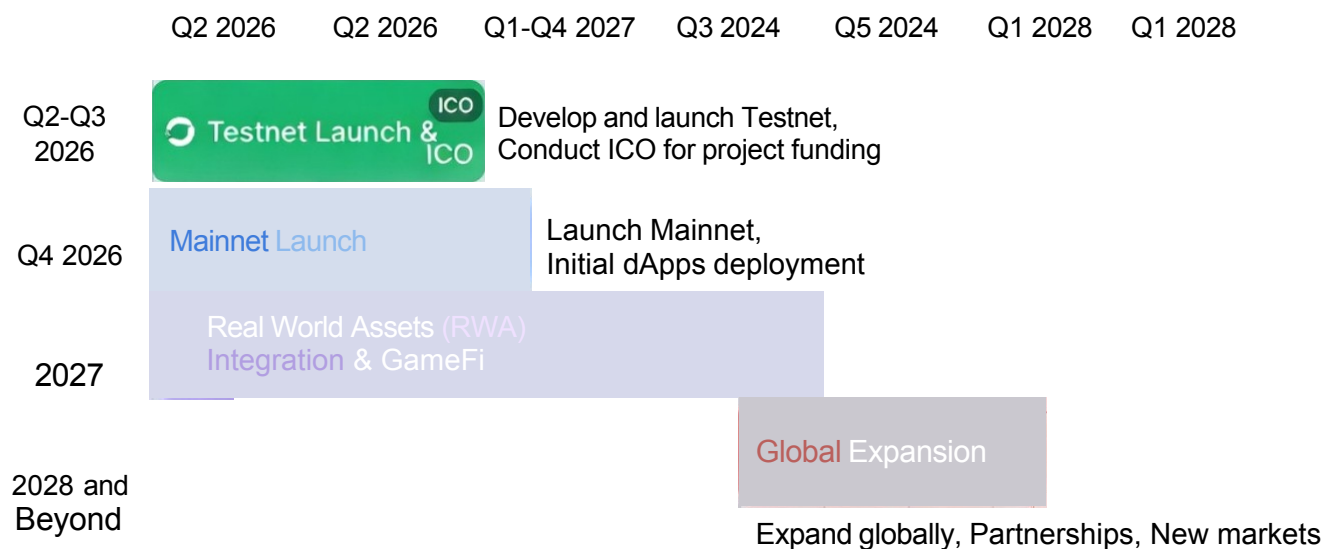 Q2 2026 Q2 2026 Q1-Q4 2027 Q3 2024 Q5 2024 Q1 2028 Q1 2028
Q2-Q3
2026
ICO
Testnet Launch &
ICO
Develop and launch Testnet,
Conduct ICO for project funding
Q4 2026
Mainnet Launch
Launch Mainnet,
Initial dApps deployment
2027
Real World Assets (RWA)
Integration & GameFi
2028 and
Beyond
Global Expansion
Expand globally, Partnerships, New markets